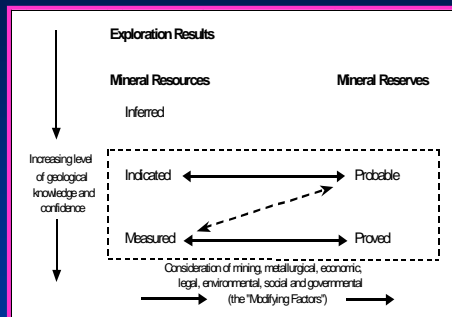 Exploration Results
Mineral Resources Mineral Reserves
Inferred
Increasing level
of geological
knowledge and
confidence
Indicated Probable
Measured Proved
Consideration of mining, metallurgical, economic,
legal, environmental, social and governmental
(the "Modifying Factors")